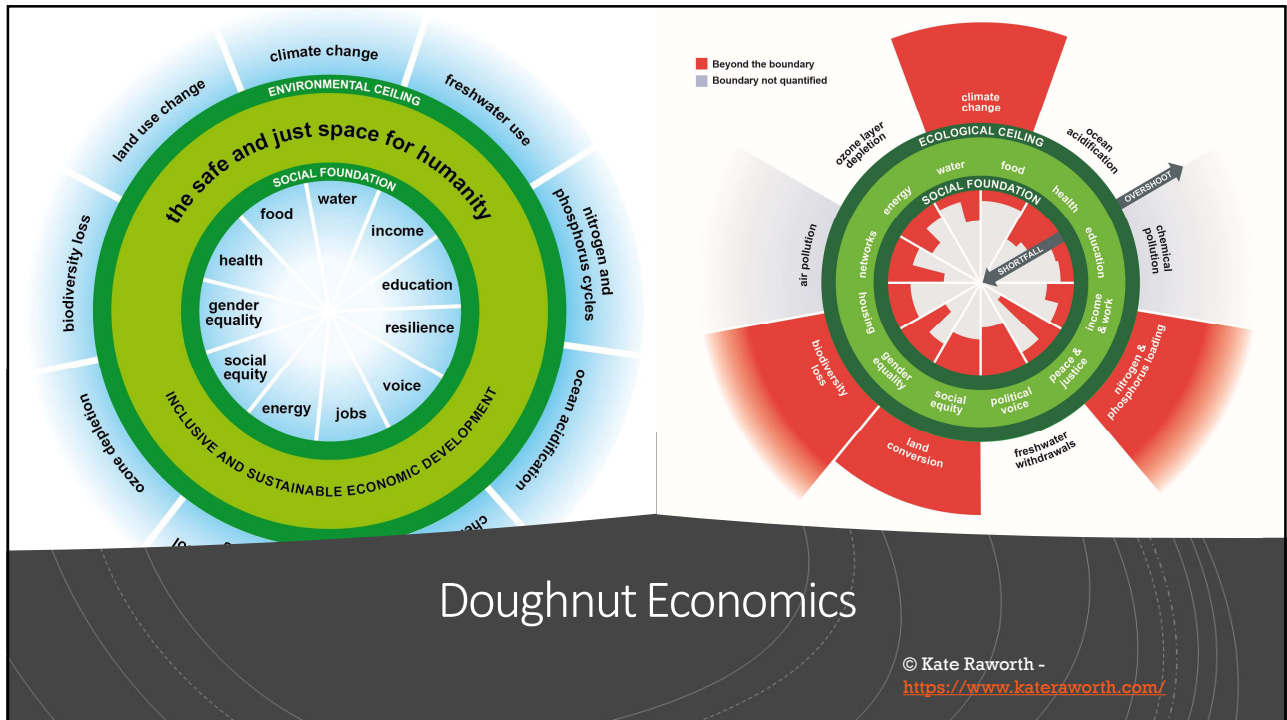 climate change
freshwater use
nitrogen and
phosphorus cycles
ocean acidification
ozone depletion
biodiversity loss
land use change
ENVIRONMENTAL CEILING
the safe and just space for humanity
SOCIAL FOUNDATION
water
income
education
resilience
voice
jobs
energy
social
equity
gender
equality
health
food
INCLUSIVE AND SUSTAINABLE ECONOMIC DEVELOPMENT
Beyond the boundary
Boundary not quantified
climate
change
ocean
acidification
chemical
pollution
nitrogen &
phosphorus loading
freshwater
withdrawals
land
conversion
biodiversity
loss
air pollution
ozone layer
depletion
ECOLOGICAL CEILING
OVERSHOOT
water
food
health
education
income
& work
peace &
justice
political
voice
social
equity
gender
equality
housing
networks
energy
SOCIAL FOUNDATION
SHORTFALL
Doughnut Economics
© Kate Raworth -
https://www.kateraworth.com/